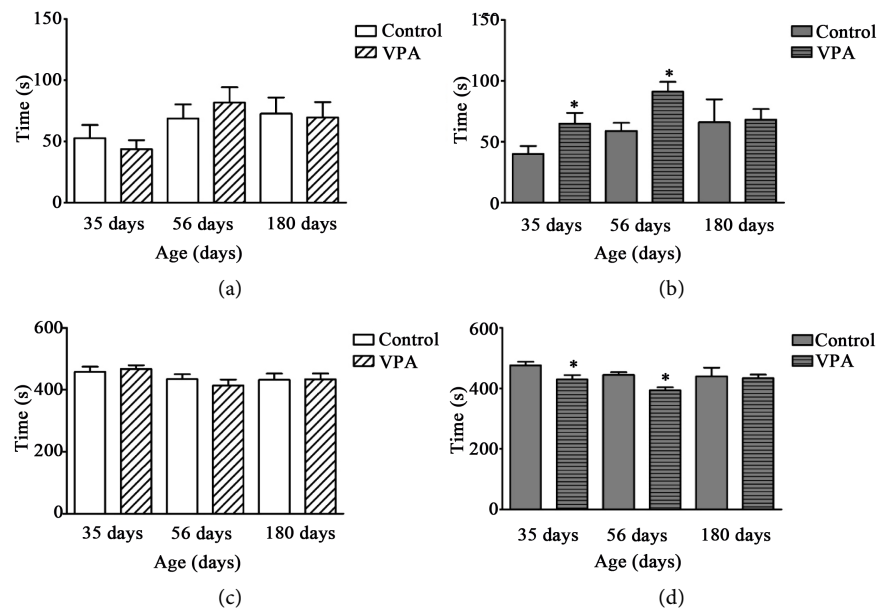 150
100
50
0
Time (s)
Control
VPA
35 days
56 days
180 days
Age (days)
(a)
150
100
50
0
Time (s)
*
*
Control
VPA
35 days
56 days
180 days
Age (days)
(b)
600
400
200
0
Time (s)
Control
VPA
35 days
56 days
180 days
Age (days)
(c)
600
400
200
0
Time (s)
*
*
Control
VPA
35 days
56 days
180 days
Age (days)
(d)